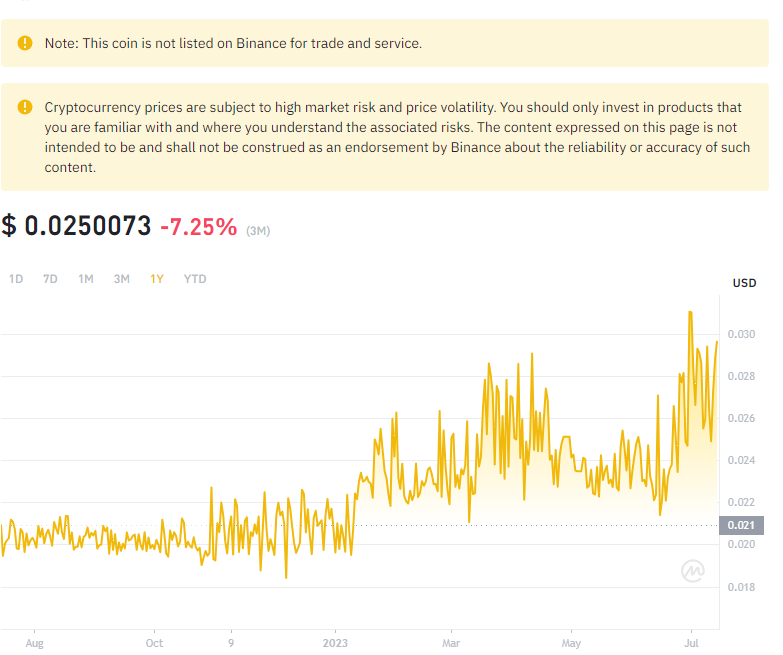 Note: This coin is not listed on Binance for trade and service.
Cryptocurrency prices are subject to high market risk and price volatility. You should only invest in products that
you are familiar with and where you understand the associated risks. The content expressed on this page is not
intended to be and shall not be construed as an endorsement by Binance about the reliability or accuracy of such
content.
$ 0.0250073 -7.25% (3M)
1D 7D 1M 3M 1Y YTD
USD
0.030
0.028
0.026
0.024
0.022
0.021
0.020
0.018
Aug Oct 9 2023 Mar May Jul